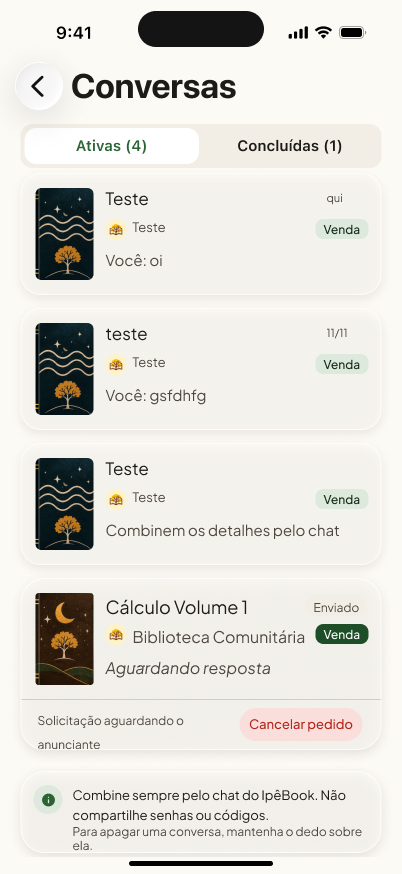 9:41
Conversas
Ativas (4)
Concluídas (1)
Teste
qui
Teste
Venda
Você: oi
teste
11/11
Teste
Venda
Você: gsfdhfg
Teste
Teste
Venda
Combinem os detalhes pelo chat
Cálculo Volume 1
Enviado
Biblioteca Comunitária
Venda
Aguardando resposta
Solicitação aguardando o
anunciante
Cancelar pedido
Combine sempre pelo chat do IpêBook. Não
compartilhe senhas ou códigos.
Para apagar uma conversa, mantenha o dedo sobre
ela.